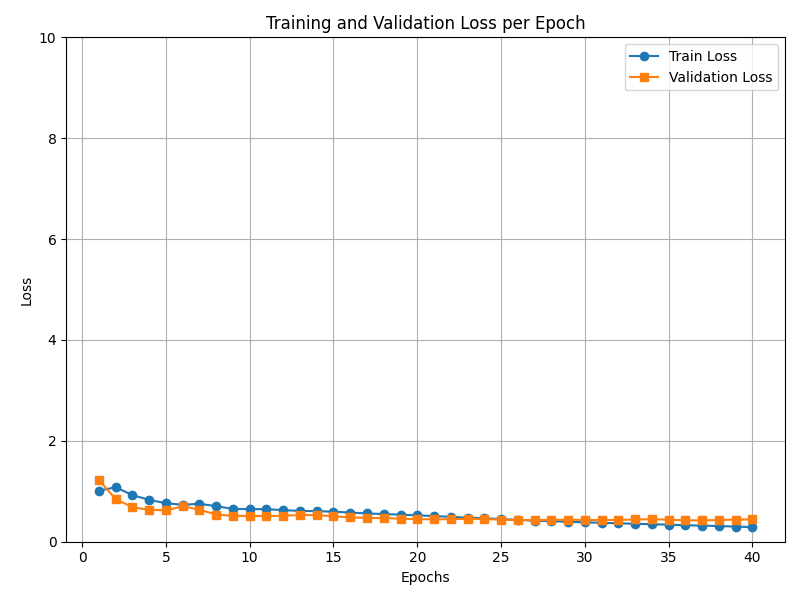 Training and Validation Loss per Epoch
10
8
6
4
2
0
Loss
Train Loss
Validation Loss
0 5 10 15 20 25 30 35 40
Epochs